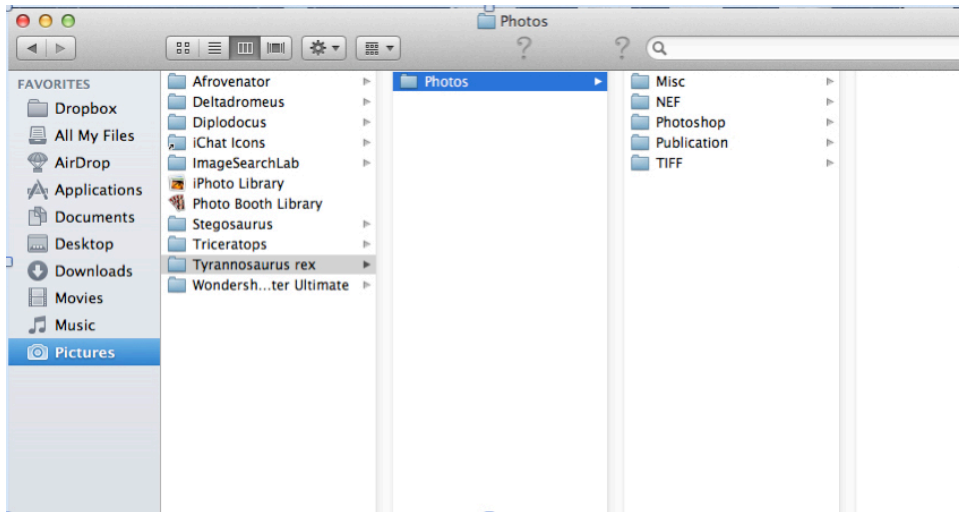 Photos
? ?
FAVORITES
Dropbox
All My Files
AirDrop
Applications
Documents
Desktop
Downloads
Movies
Music
Pictures
Afrovenator
Deltadromeus
Diplodocus
iChat Icons
ImageSearchLab
iPhoto Library
Photo Booth Library
Stegosaurus
Triceratops
Tyrannosaurus rex
Wondersh...ter Ultimate
Photos
Misc
NEF
Photoshop
Publication
TIFF